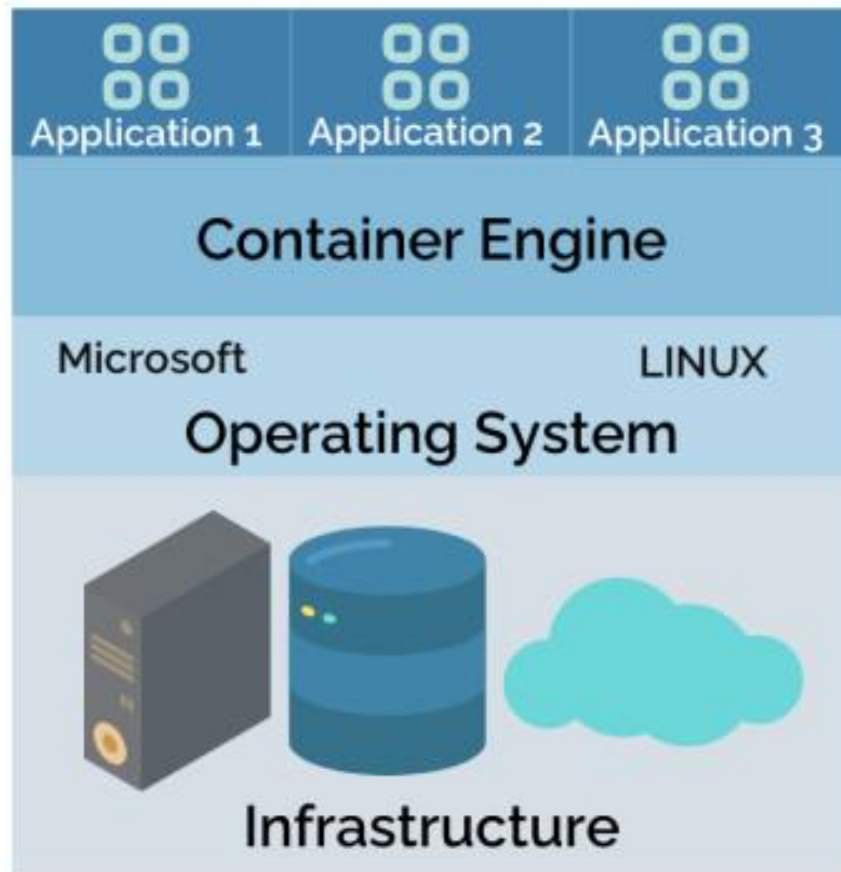 Application 1 Application 2 Application 3
Container Engine
Microsoft LINUX
Operating System
Infrastructure